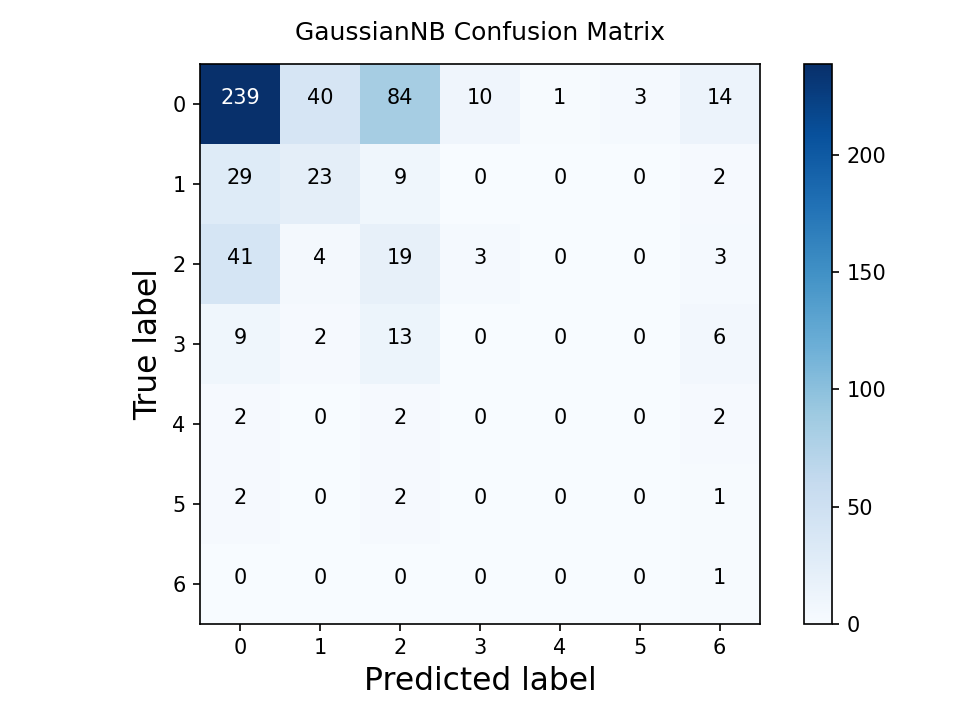 GaussianNB Confusion Matrix
0 239 40 84 10 1 3 14
1 29 23 9 0 0 0 2
2 41 4 19 3 0 0 3
3 9 2 13 0 0 0 6
4 2 0 2 0 0 0 2
5 2 0 2 0 0 0 1
6 0 0 0 0 0 0 1
0 1 2 3 4 5 6
Predicted label
True label
200
150
100
50
0